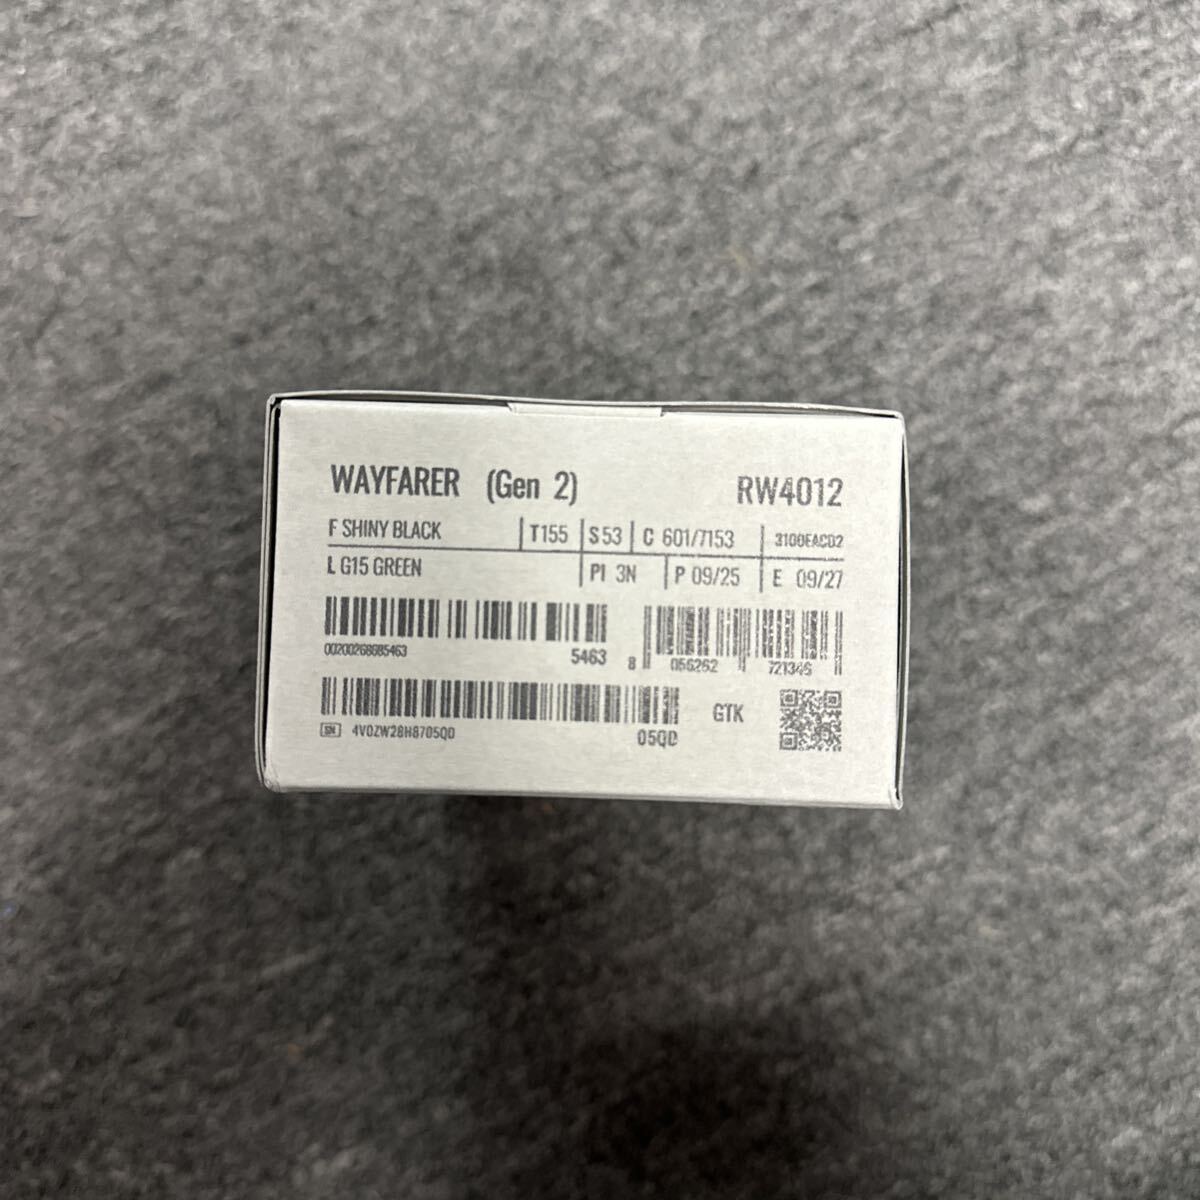 WAYFARER (Gen 2) RW4012
F SHINY BLACK T155 S 53 C 601/7153 3100EAC02
L G15 GREEN PI 3N P 09/25 E 09/27
00200268685463 5463 8 056262 721346
SN 4V0ZW28H8705QD 05QD GTK